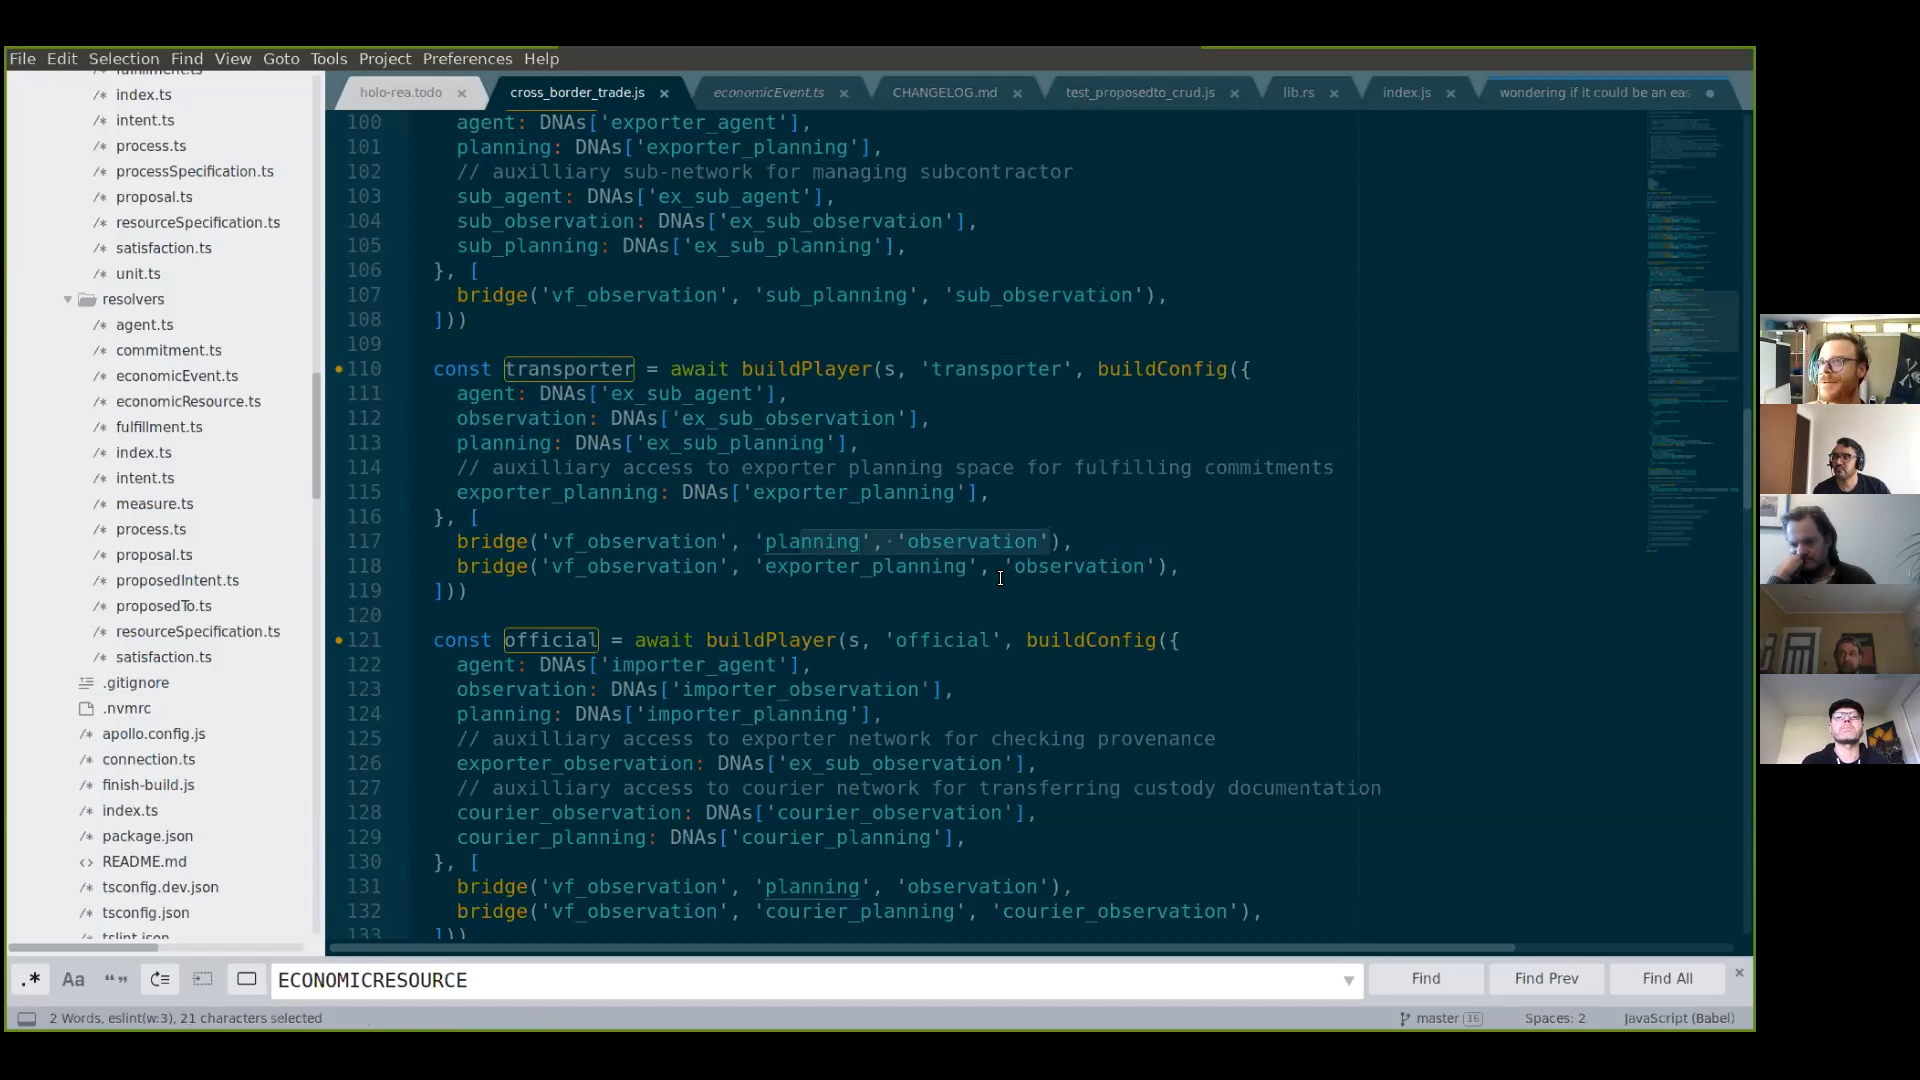 File Edit Selection Find View Goto Tools Project Preferences Help
holo-rea.todo × cross_border_trade.js × economicEvent.ts × CHANGELOG.md × test_proposedto_crud.js × lib.rs × index.js × wondering if it could be an eas
fulfillment.ts
/* index.ts
/* intent.ts
/* process.ts
/* processSpecification.ts
/* proposal.ts
/* resourceSpecification.ts
/* satisfaction.ts
/* unit.ts
resolvers
/* agent.ts
/* commitment.ts
/* economicEvent.ts
/* economicResource.ts
/* fulfillment.ts
/* index.ts
/* intent.ts
/* measure.ts
/* process.ts
/* proposal.ts
/* proposedIntent.ts
/* proposedTo.ts
/* resourceSpecification.ts
/* satisfaction.ts
.gitignore
.nvmrc
/* apollo.config.js
/* connection.ts
/* finish-build.js
/* index.ts
/* package.json
<> README.md
/* tsconfig.dev.json
/* tsconfig.json
/* tslint.json
100 agent: DNAs['exporter_agent'],
101 planning: DNAs['exporter_planning'],
102 // auxilliary sub-network for managing subcontractor
103 sub_agent: DNAs['ex_sub_agent'],
104 sub_observation: DNAs['ex_sub_observation'],
105 sub_planning: DNAs['ex_sub_planning'],
106 }, [
107 bridge('vf_observation', 'sub_planning', 'sub_observation'),
108 ]))
109
110 const transporter = await buildPlayer(s, 'transporter', buildConfig({
111 agent: DNAs['ex_sub_agent'],
112 observation: DNAs['ex_sub_observation'],
113 planning: DNAs['ex_sub_planning'],
114 // auxilliary access to exporter planning space for fulfilling commitments
115 exporter_planning: DNAs['exporter_planning'],
116 }, [
117 bridge('vf_observation', 'planning', 'observation'),
118 bridge('vf_observation', 'exporter_planning', 'observation'),
119 ]))
120
121 const official = await buildPlayer(s, 'official', buildConfig({
122 agent: DNAs['importer_agent'],
123 observation: DNAs['importer_observation'],
124 planning: DNAs['importer_planning'],
125 // auxilliary access to exporter network for checking provenance
126 exporter_observation: DNAs['ex_sub_observation'],
127 // auxilliary access to courier network for transferring custody documentation
128 courier_observation: DNAs['courier_observation'],
129 courier_planning: DNAs['courier_planning'],
130 }, [
131 bridge('vf_observation', 'planning', 'observation'),
132 bridge('vf_observation', 'courier_planning', 'courier_observation'),
133 ]))
.* Aa “” ECONOMICRESOURCE Find Find Prev Find All ×
2 Words, eslint(w:3), 21 characters selected master 16 Spaces: 2 JavaScript (Babel)